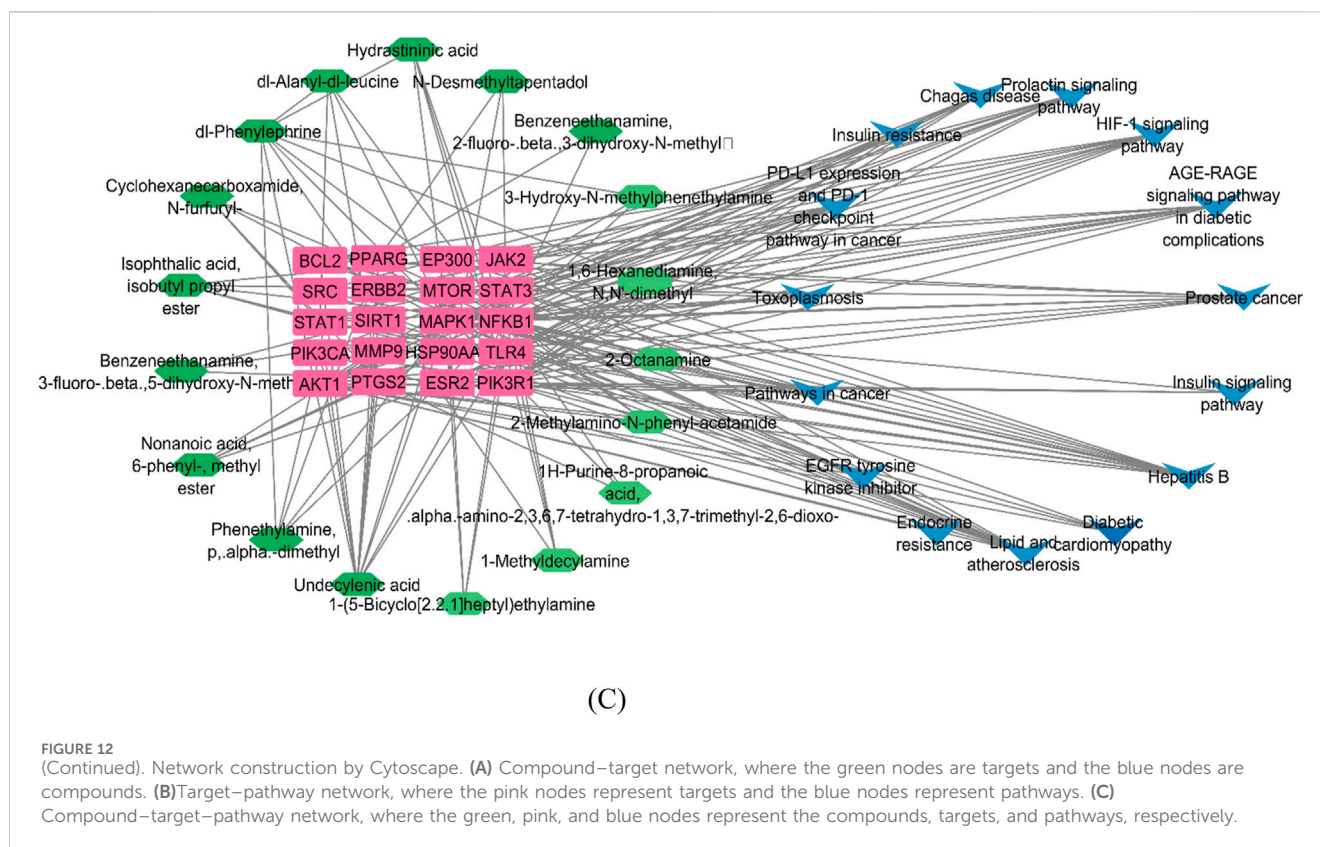 Hydrastininic acid
dl-Alanyl-dl-leucine
N-Desmethyltapentadol
dl-Phenylephrine
Benzeneethanamine,
2-fluoro-.beta.,3-dihydroxy-N-methyl□
Cyclohexanecarboxamide,
N-furfuryl-
3-Hydroxy-N-methylphenethylamine
Isophthalic acid,
isobutyl propyl
ester
1,6-Hexanediamine,
N,N'-dimethyl
Benzeneethanamine,
3-fluoro-.beta.,5-dihydroxy-N-meth
2-Octanamine
Nonanoic acid,
6-phenyl-, methyl
ester
2-Methylamino-N-phenyl-acetamide
1H-Purine-8-propanoic
acid,
.alpha.-amino-2,3,6,7-tetrahydro-1,3,7-trimethyl-2,6-dioxo-
Phenethylamine,
p,.alpha.-dimethyl
1-Methyldecylamine
Undecylenic acid
1-(5-Bicyclo[2.2.1]heptyl)ethylamine
BCL2 PPARG EP300 JAK2
SRC ERBB2 MTOR STAT3
STAT1 SIRT1 MAPK1 NFKB1
PIK3CA MMP9 HSP90AA TLR4
AKT1 PTGS2 ESR2 PIK3R1
Chagas disease
Prolactin signaling
pathway
Insulin resistance
HIF-1 signaling
pathway
PD-L1 expression
and PD-1
checkpoint
pathway in cancer
AGE-RAGE
signaling pathway
in diabetic
complications
Toxoplasmosis
Prostate cancer
Pathways in cancer
Insulin signaling
pathway
EGFR tyrosine
kinase inhibitor
Hepatitis B
Endocrine
resistance
Lipid and
atherosclerosis
Diabetic
cardiomyopathy
(C)
FIGURE 12
(Continued). Network construction by Cytoscape. (A) Compound–target network, where the green nodes are targets and the blue nodes are
compounds. (B)Target–pathway network, where the pink nodes represent targets and the blue nodes represent pathways. (C)
Compound–target–pathway network, where the green, pink, and blue nodes represent the compounds, targets, and pathways, respectively.